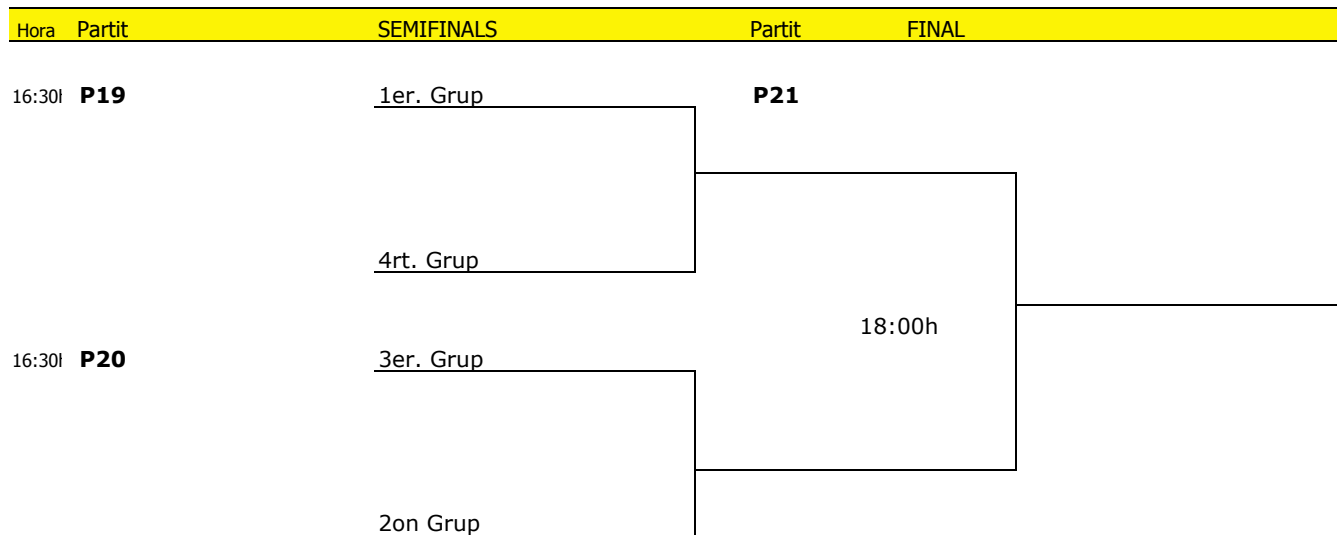 Hora Partit SEMIFINALS Partit FINAL
16:30h P19 1er. Grup P21
4rt. Grup
18:00h
16:30h P20 3er. Grup
2on Grup